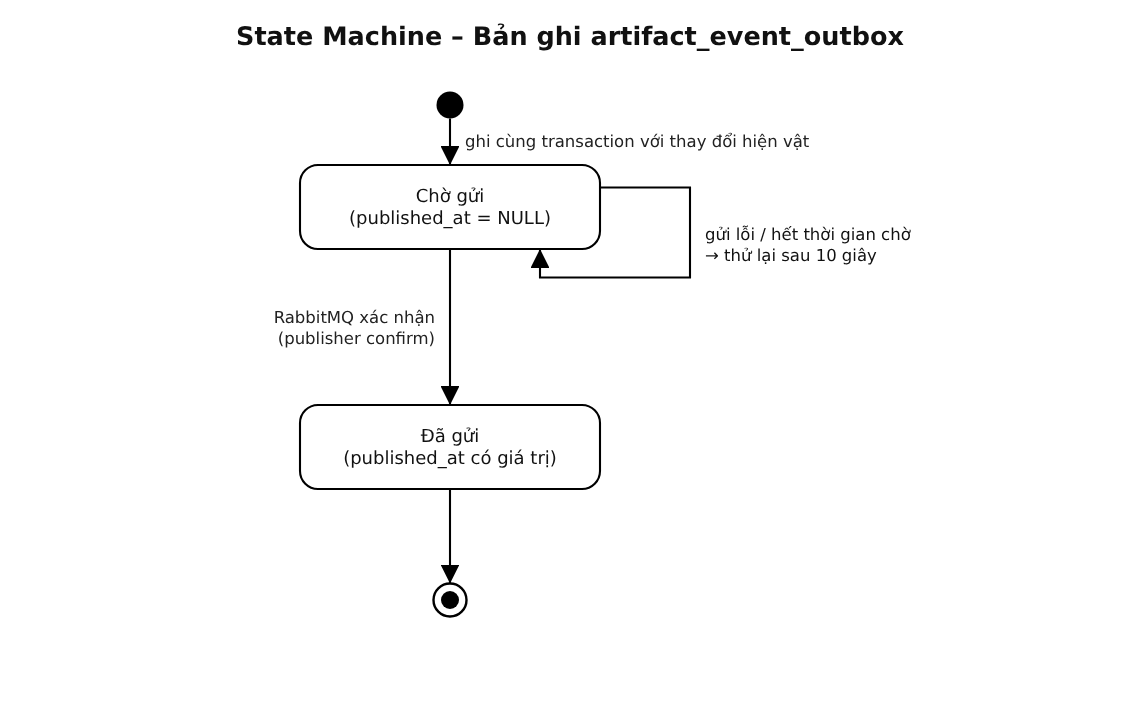 State Machine – Bản ghi artifact_event_outbox
ghi cùng transaction với thay đổi hiện vật
Chờ gửi
(published_at = NULL)
gửi lỗi / hết thời gian chờ
→ thử lại sau 10 giây
RabbitMQ xác nhận
(publisher confirm)
Đã gửi
(published_at có giá trị)